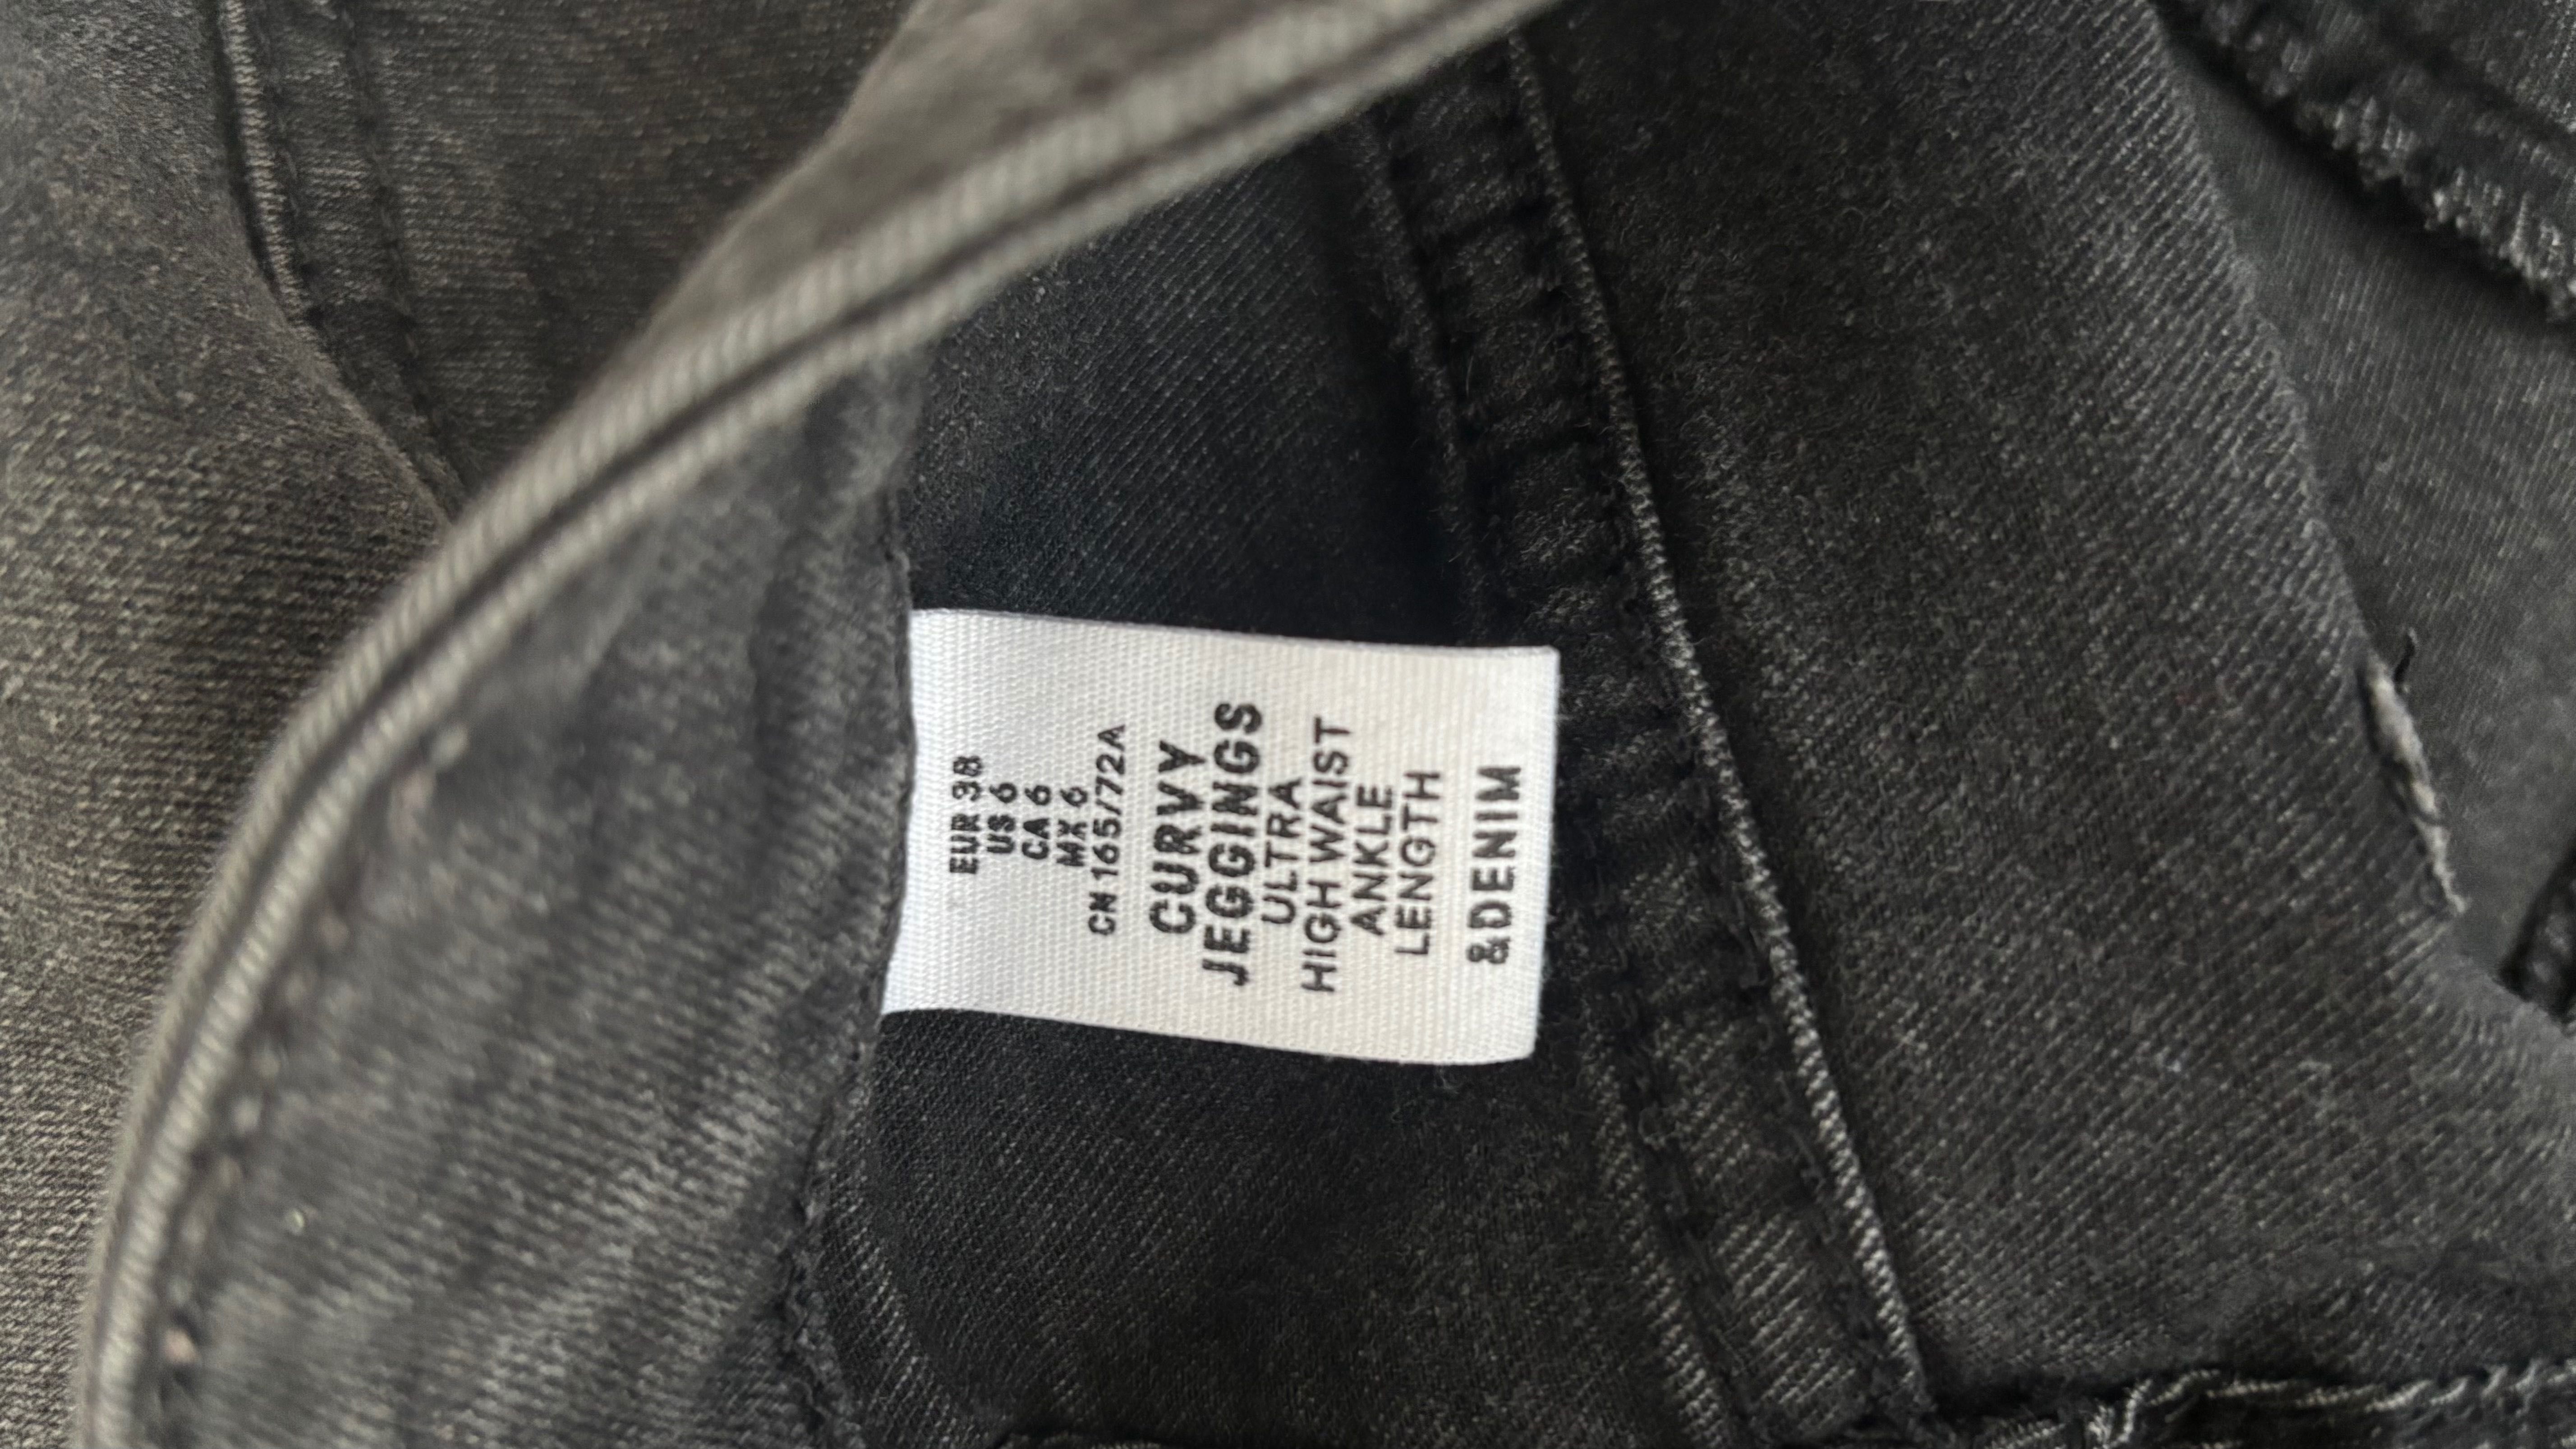 EUR 38
US 6
CA 6
MX 6
CN 165/72A
CURVY
JEGGINGS
ULTRA
HIGH WAIST
ANKLE
LENGTH
&DENIM